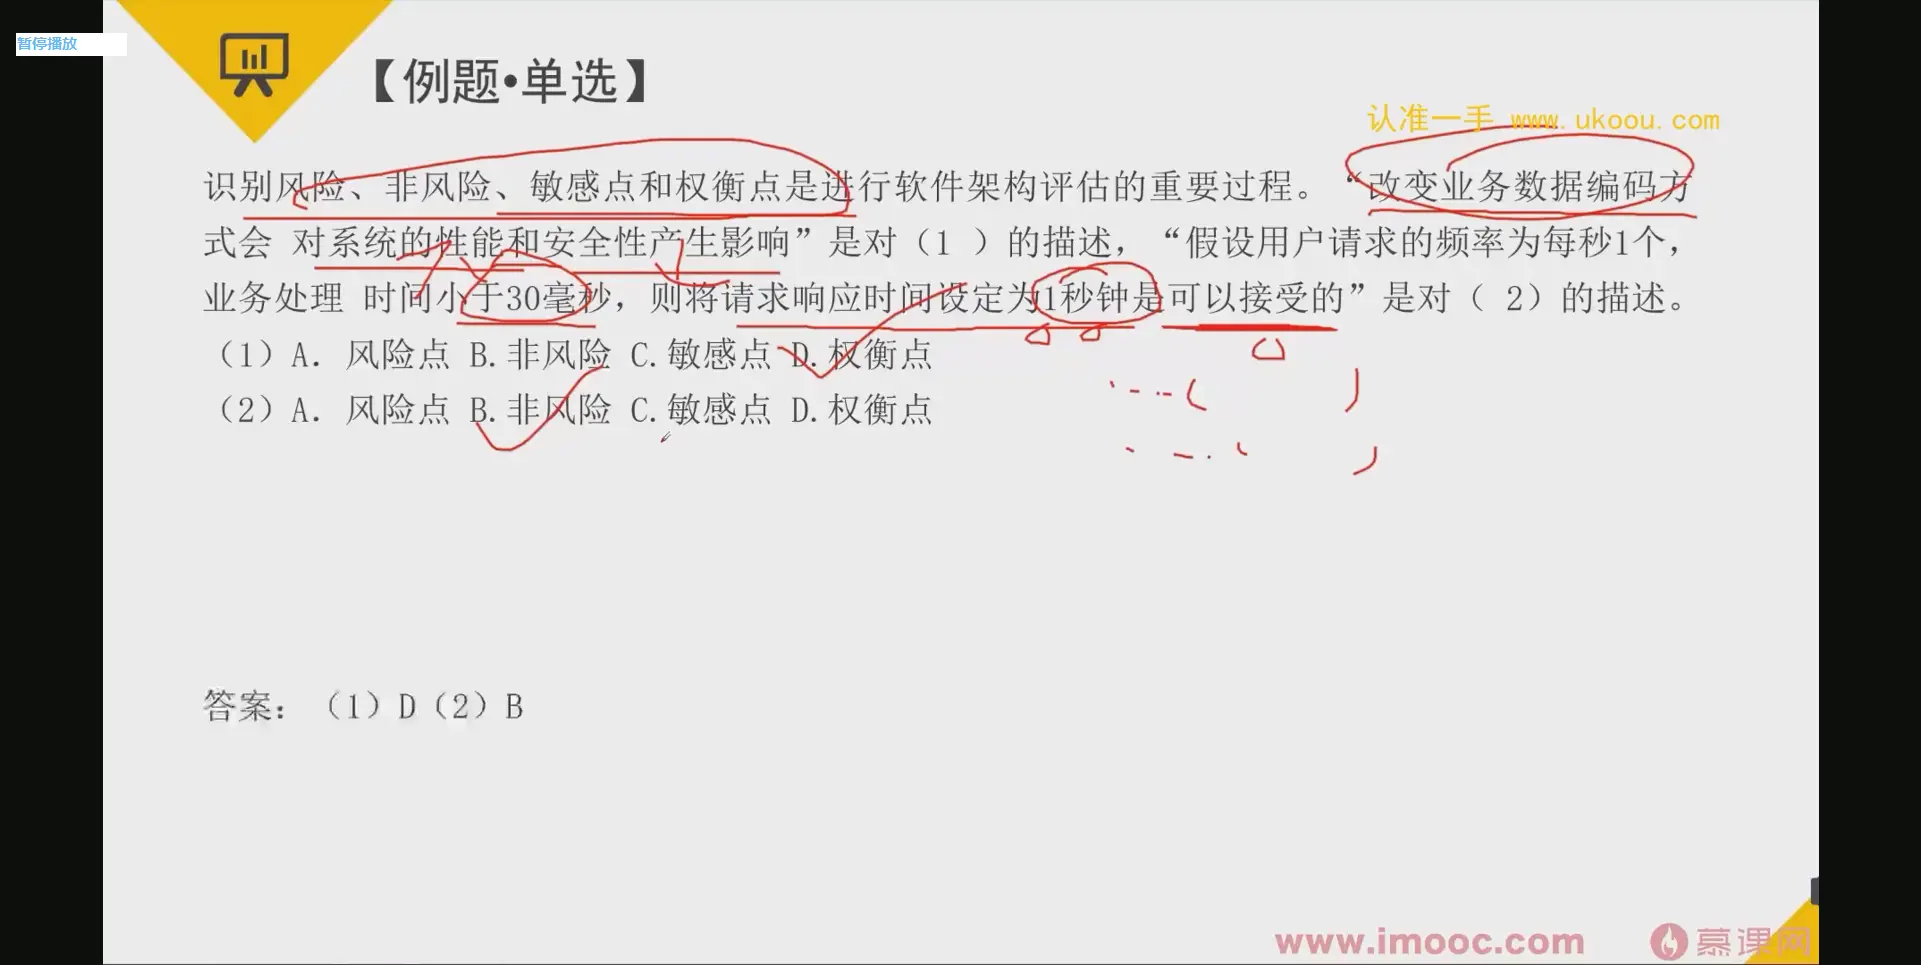 暂停播放
【例题•单选】
认准一手 www.ukoou.com
识别风险、非风险、敏感点和权衡点是进行软件架构评估的重要过程。“改变业务数据编码方
式会 对系统的性能和安全性产生影响”是对（1 ）的描述，“假设用户请求的频率为每秒1个，
业务处理 时间小于30毫秒，则将请求响应时间设定为1秒钟是可以接受的”是对（ 2）的描述。
（1）A. 风险点 B.非风险 C.敏感点 D.权衡点
（2）A. 风险点 B.非风险 C.敏感点 D.权衡点
答案：（1）D（2）B
www.imooc.com 慕课网